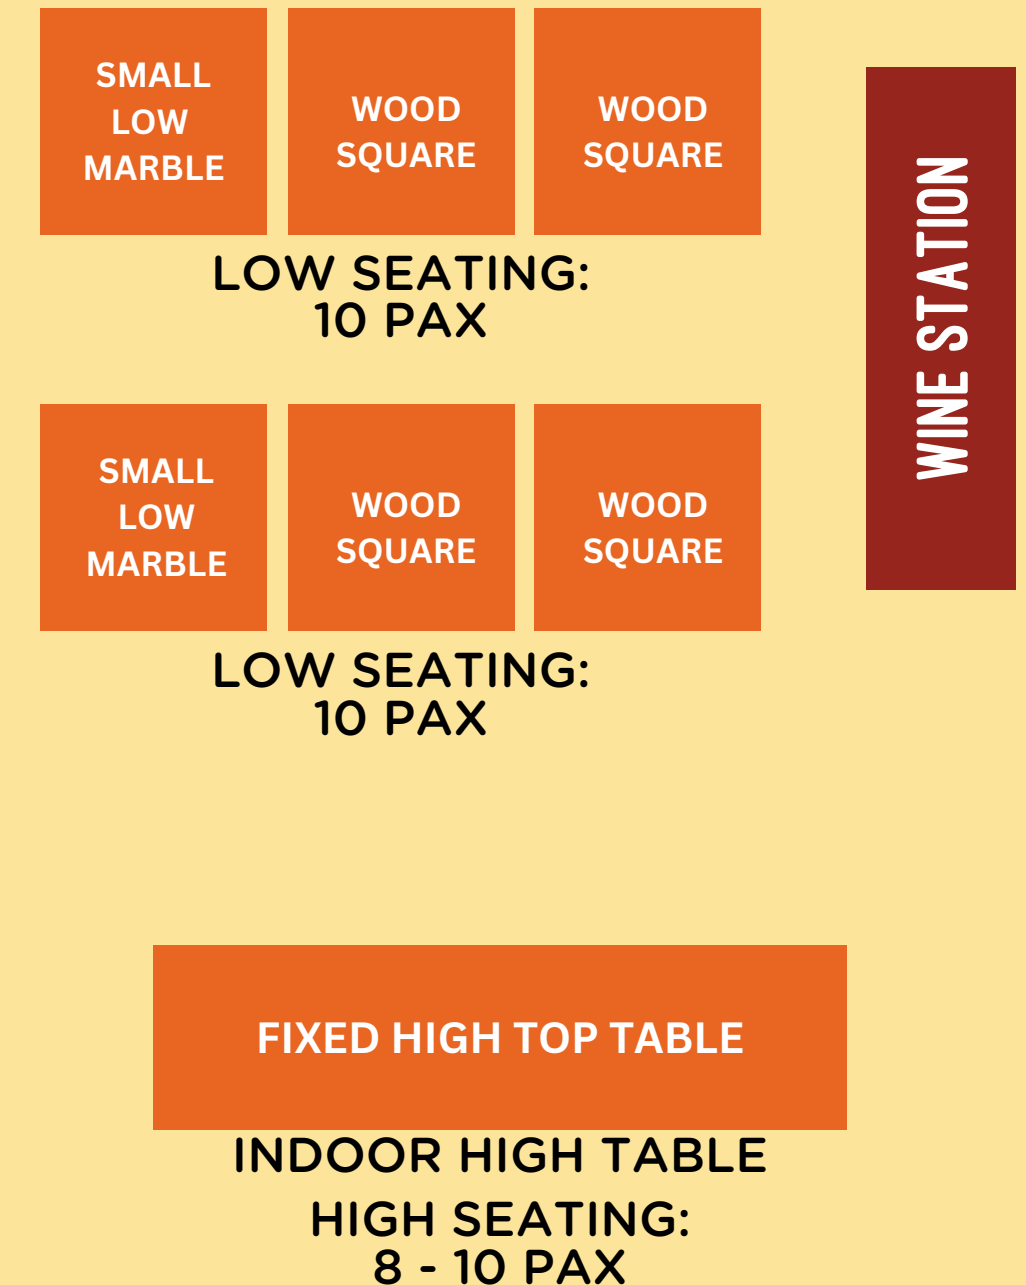 SMALL
LOW
MARBLE
WOOD
SQUARE
WOOD
SQUARE
LOW SEATING:
10 PAX
WINE STATION
SMALL
LOW
MARBLE
WOOD
SQUARE
WOOD
SQUARE
LOW SEATING:
10 PAX
FIXED HIGH TOP TABLE
INDOOR HIGH TABLE
HIGH SEATING:
8 - 10 PAX